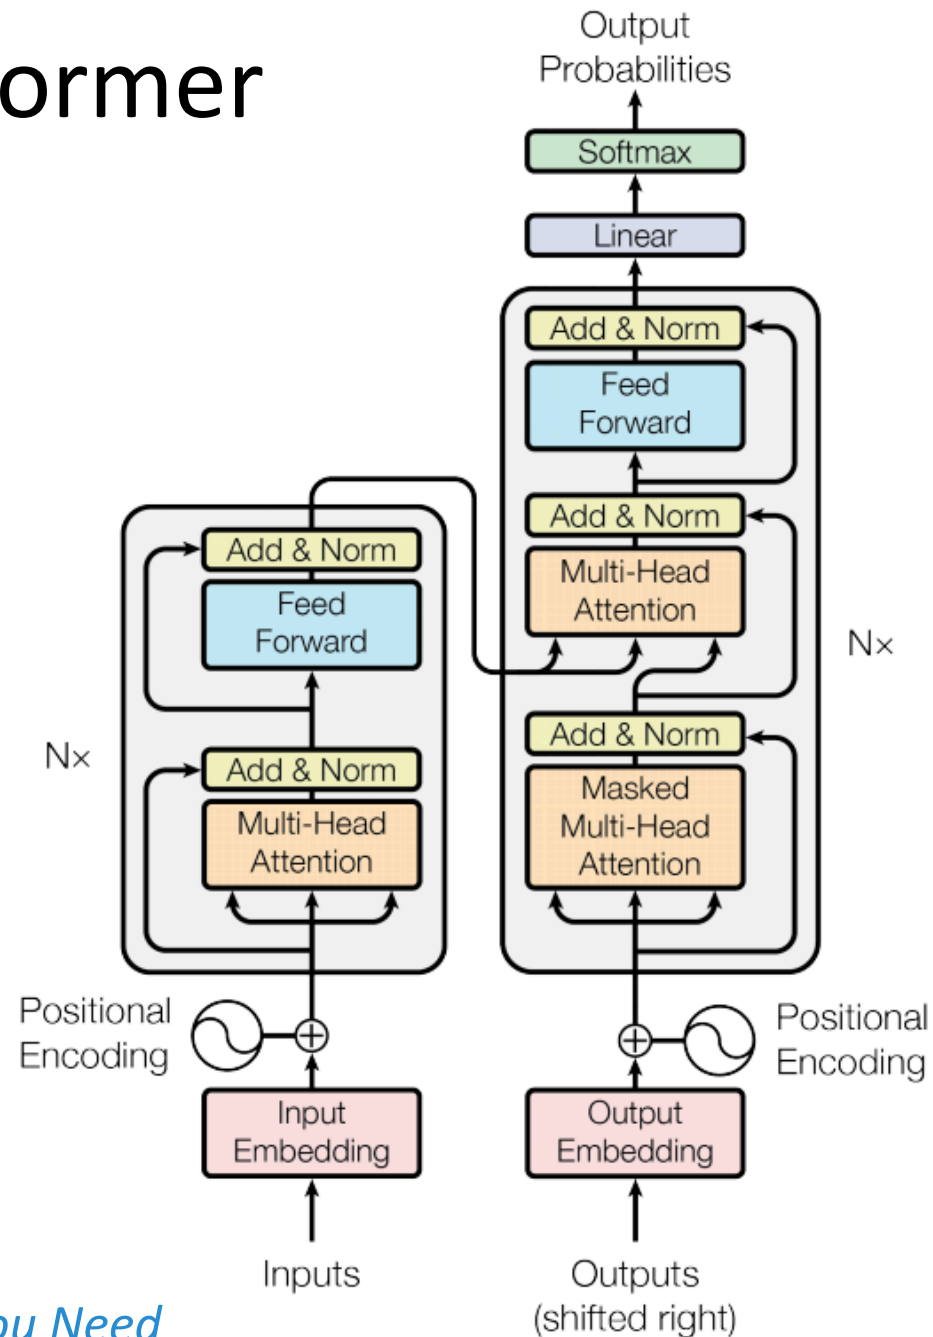 ormer
Output
Probabilities
Softmax
Linear
Add & Norm
Feed
Forward
Add & Norm
Multi-Head
Attention
Nx
Add & Norm
Masked
Multi-Head
Attention
Positional
Encoding
Output
Embedding
Outputs
(shifted right)
Add & Norm
Feed
Forward
Nx
Add & Norm
Multi-Head
Attention
Positional
Encoding
Input
Embedding
Inputs
ou Need